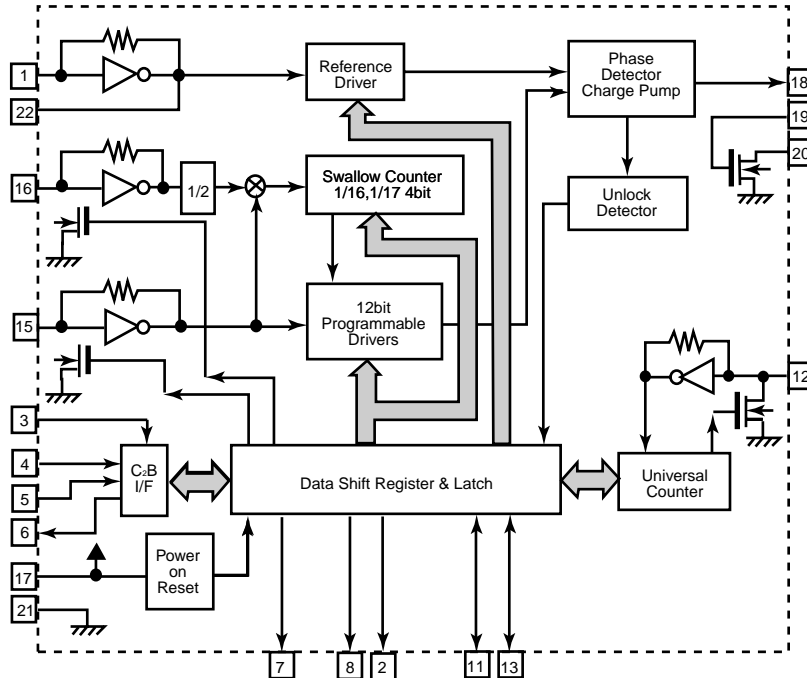 1
22
Reference
Driver
Phase
Detector
Charge Pump
18
19
20
16
1/2
Swallow Counter
1/16,1/17 4bit
Unlock
Detector
15
12bit
Programmable
Drivers
12
3
4
5
6
C2B
I/F
Data Shift Register & Latch
Universal
Counter
17
Power
on
Reset
21
7
8
2
11
13